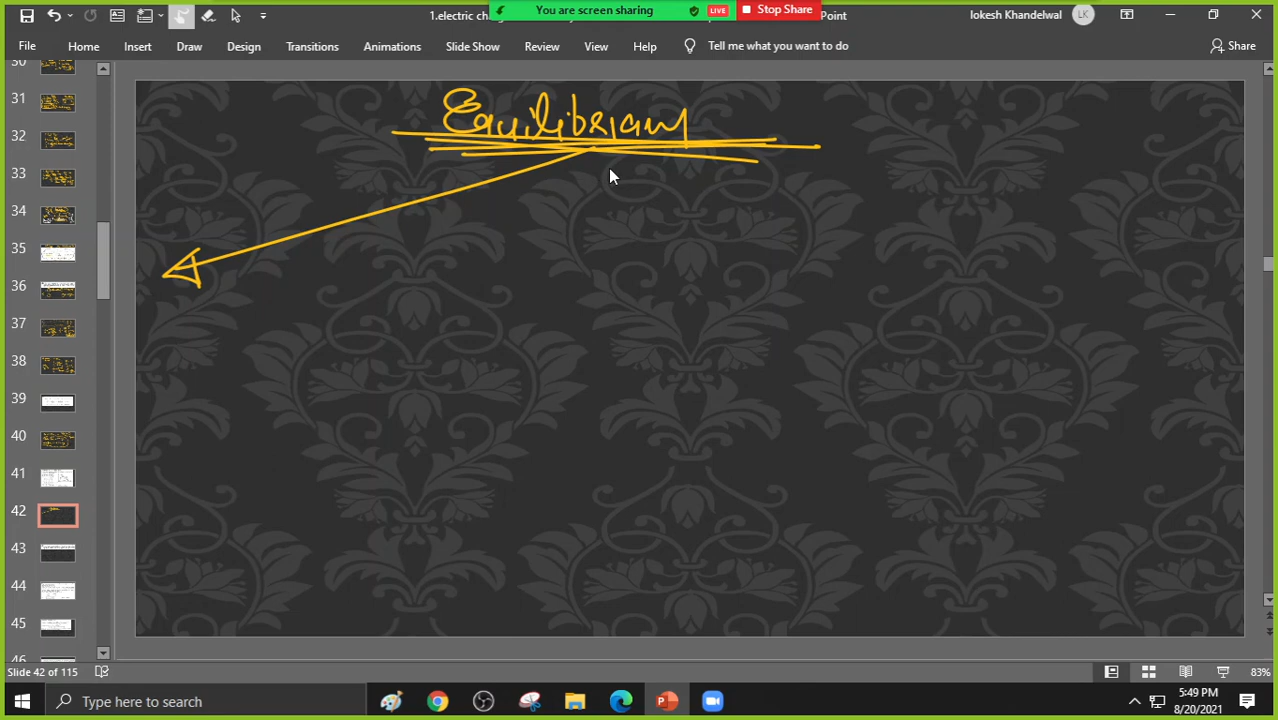 1.electric cha
You are screen sharing
LIVE
Stop Share
Point
lokesh Khandelwal
LK
File
Home
Insert
Draw
Design
Transitions
Animations
Slide Show
Review
View
Help
Tell me what you want to do
Share
30
31
32
33
34
35
36
37
38
39
40
41
42
43
44
45
46
Equilibrium
Slide 42 of 115
83%
Type here to search
5:49 PM
8/20/2021